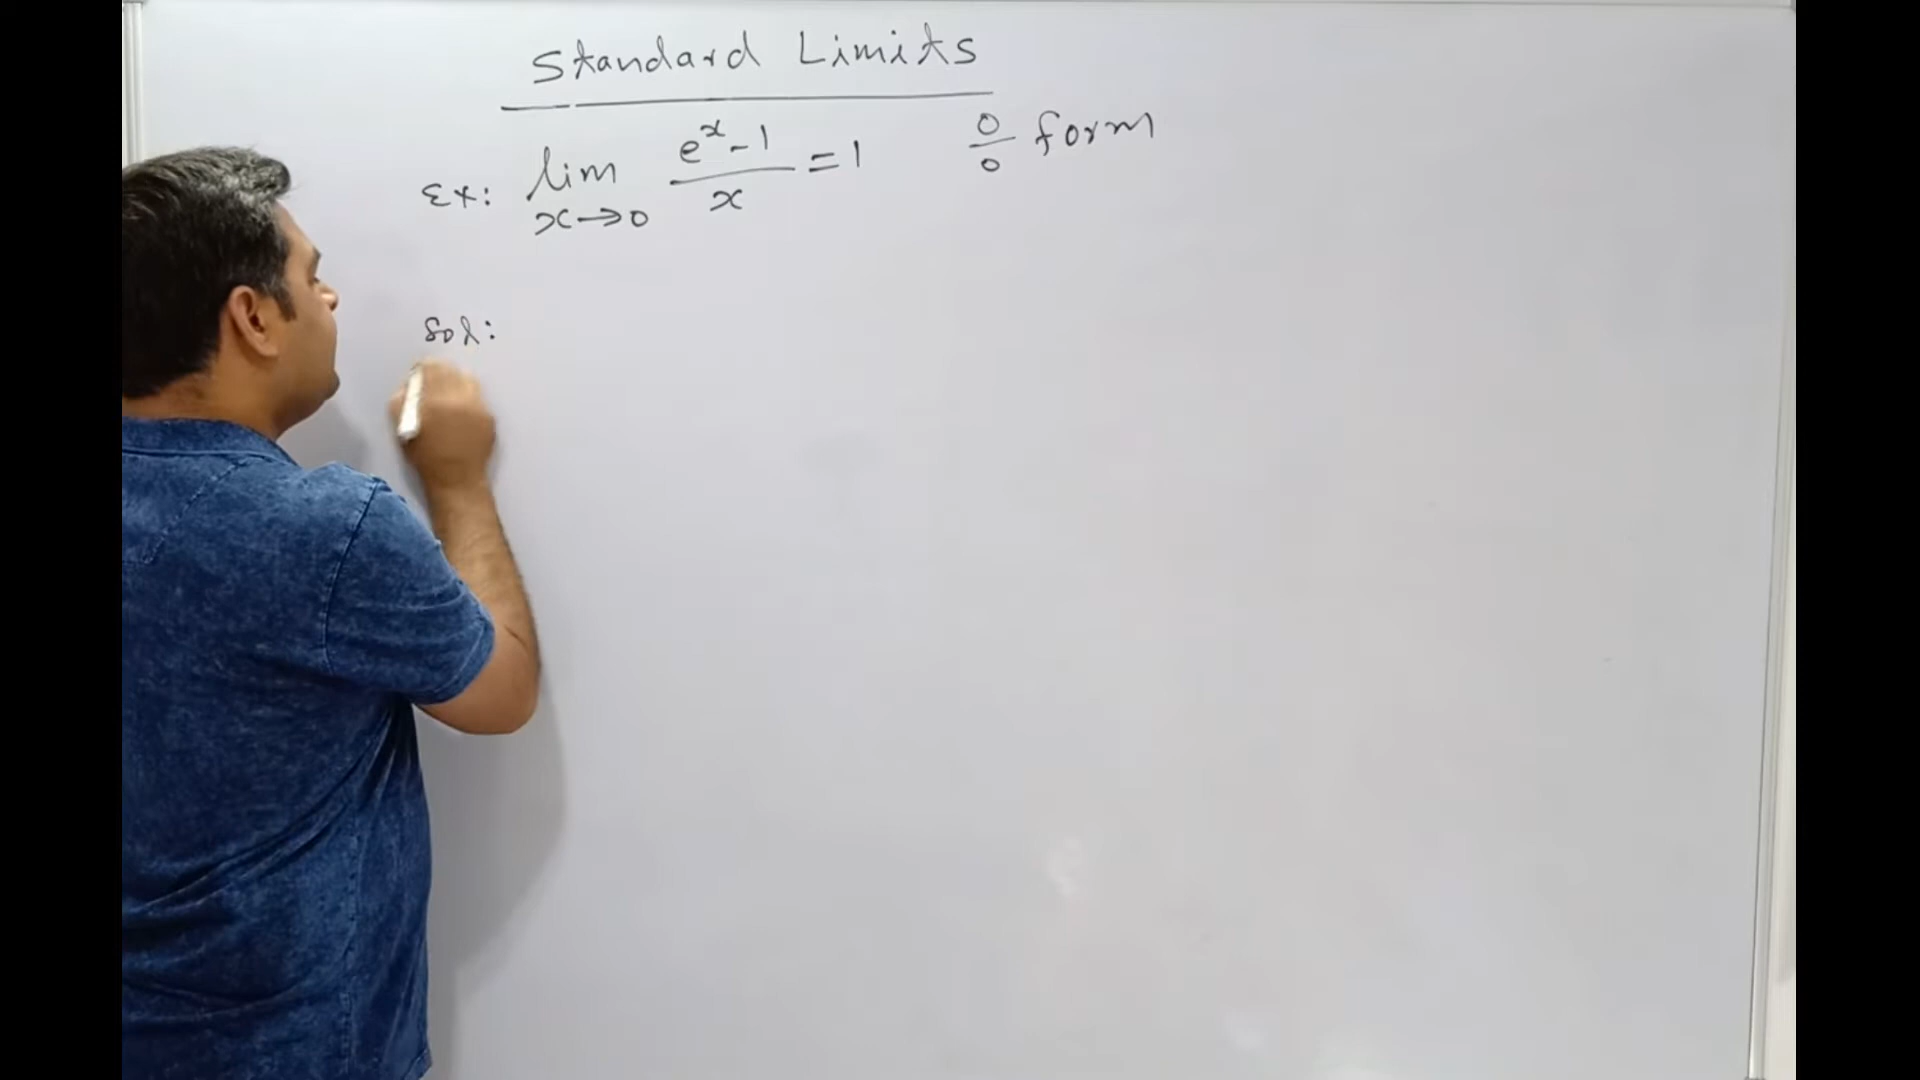 Standard Limits
Ex: lim x→0 (e^x - 1)/x = 1 0/0 form
Sol: